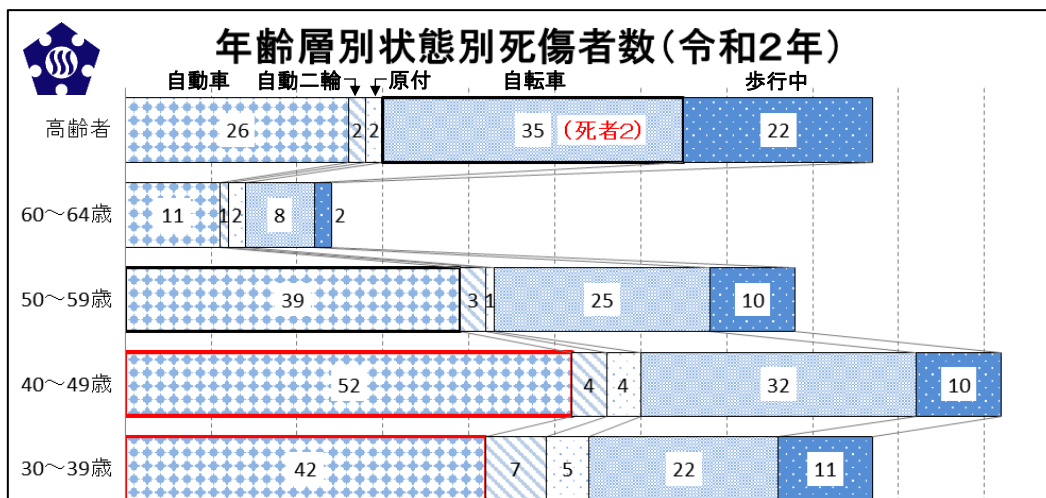 年齢層別状態別死傷者数(令和2年)
自動車 自動二輪 原付 自転車 歩行中
高齢者 26 2 2 35 (死者2) 22
60～64歳 11 1 2 8 2
50～59歳 39 3 1 25 10
40～49歳 52 4 4 32 10
30～39歳 42 7 5 22 11